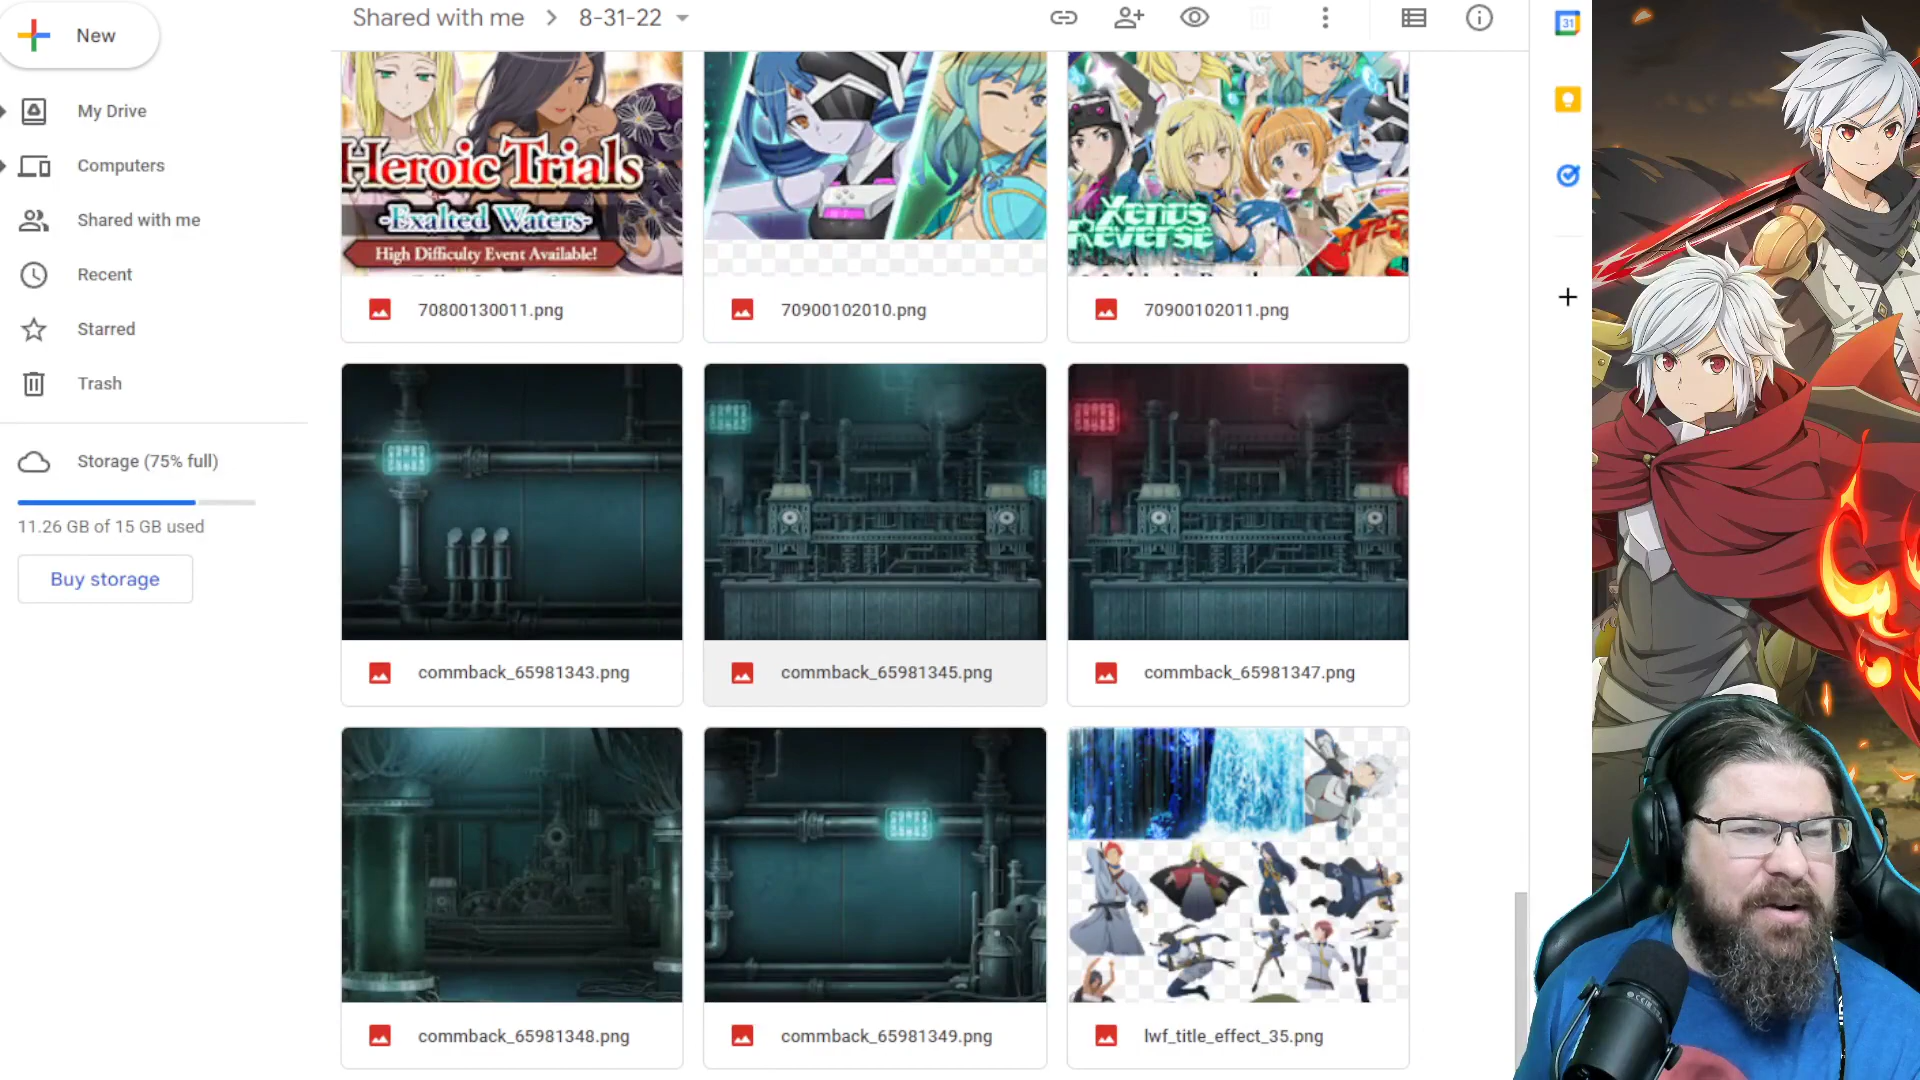 New
Shared with me > 8-31-22
31
My Drive
Computers
Shared with me
Recent
Starred
Trash
Storage (75% full)
11.26 GB of 15 GB used
Buy storage
Heroic Trials
-Exalted Waters-
High Difficulty Event Available!
Xenos
Reverse
70800130011.png
70900102010.png
70900102011.png
commback_65981343.png
commback_65981345.png
commback_65981347.png
commback_65981348.png
commback_65981349.png
lwf_title_effect_35.png